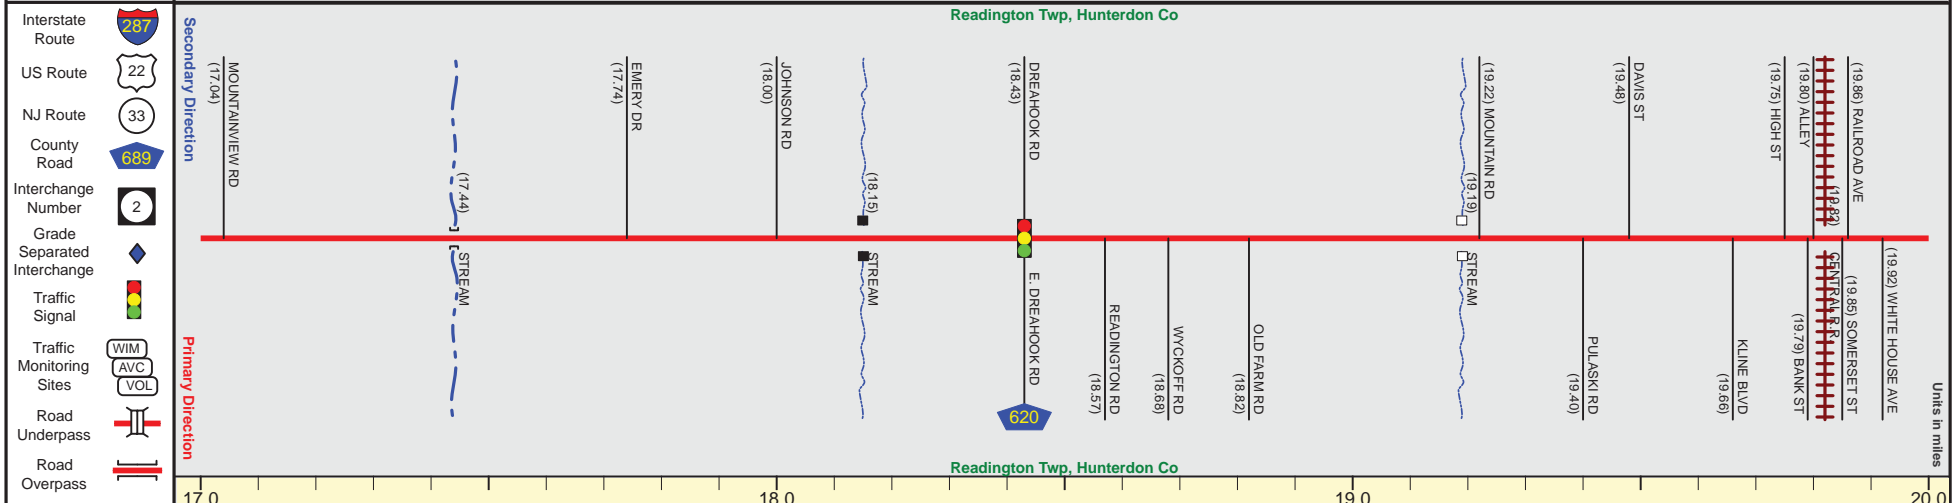 Interstate
Route
287
US Route
22
NJ Route
33
County
Road
689
Interchange
Number
2
Grade
Separated
Interchange
Traffic
Signal
Traffic
Monitoring
Sites
WIM
AVC
VOL
Road
Underpass
Road
Overpass
Secondary Direction
Primary Direction
Readington Twp, Hunterdon Co
MOUNTAINVIEW RD
(17.04)
(17.44)
STREAM
EMERY DR
(17.74)
JOHNSON RD
(18.00)
(18.15)
STREAM
DREAHOOK RD
(18.43)
E. DREAHOOK RD
620
READINGTON RD
(18.57)
WYCKOFF RD
(18.68)
OLD FARM RD
(18.82)
(19.19)
STREAM
(19.22) MOUNTAIN RD
PULASKI RD
(19.40)
DAVIS ST
(19.48)
KLINE BLVD
(19.66)
(19.75) HIGH ST
(19.79) BANK ST
(19.80) ALLEY
(19.82)
CENTRAL R.R.
(19.85) SOMERSET ST
(19.86) RAILROAD AVE
(19.92) WHITE HOUSE AVE
Units in miles
Readington Twp, Hunterdon Co
17.0
18.0
19.0
20.0